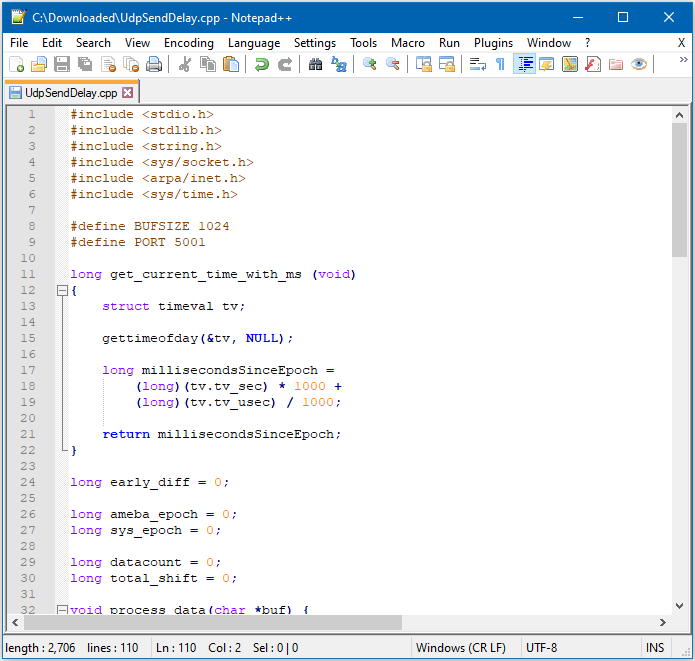 C:\Downloaded\UdpSendDelay.cpp - Notepad++
File Edit Search View Encoding Language Settings Tools Macro Run Plugins Window ? X
UdpSendDelay.cpp
1 #include <stdio.h>
2 #include <stdlib.h>
3 #include <string.h>
4 #include <sys/socket.h>
5 #include <arpa/inet.h>
6 #include <sys/time.h>
7
8 #define BUFSIZE 1024
9 #define PORT 5001
10
11 long get_current_time_with_ms (void)
12 {
13     struct timeval tv;
14
15     gettimeofday(&tv, NULL);
16
17     long millisecondsSinceEpoch =
18         (long)(tv.tv_sec) * 1000 +
19         (long)(tv.tv_usec) / 1000;
20
21     return millisecondsSinceEpoch;
22 }
23
24 long early_diff = 0;
25
26 long ameba_epoch = 0;
27 long sys_epoch = 0;
28
29 long datacount = 0;
30 long total_shift = 0;
31
32 void process_data(char *buf) {
length : 2,706 lines : 110 Ln : 110 Col : 2 Sel : 0 | 0 Windows (CR LF) UTF-8 INS